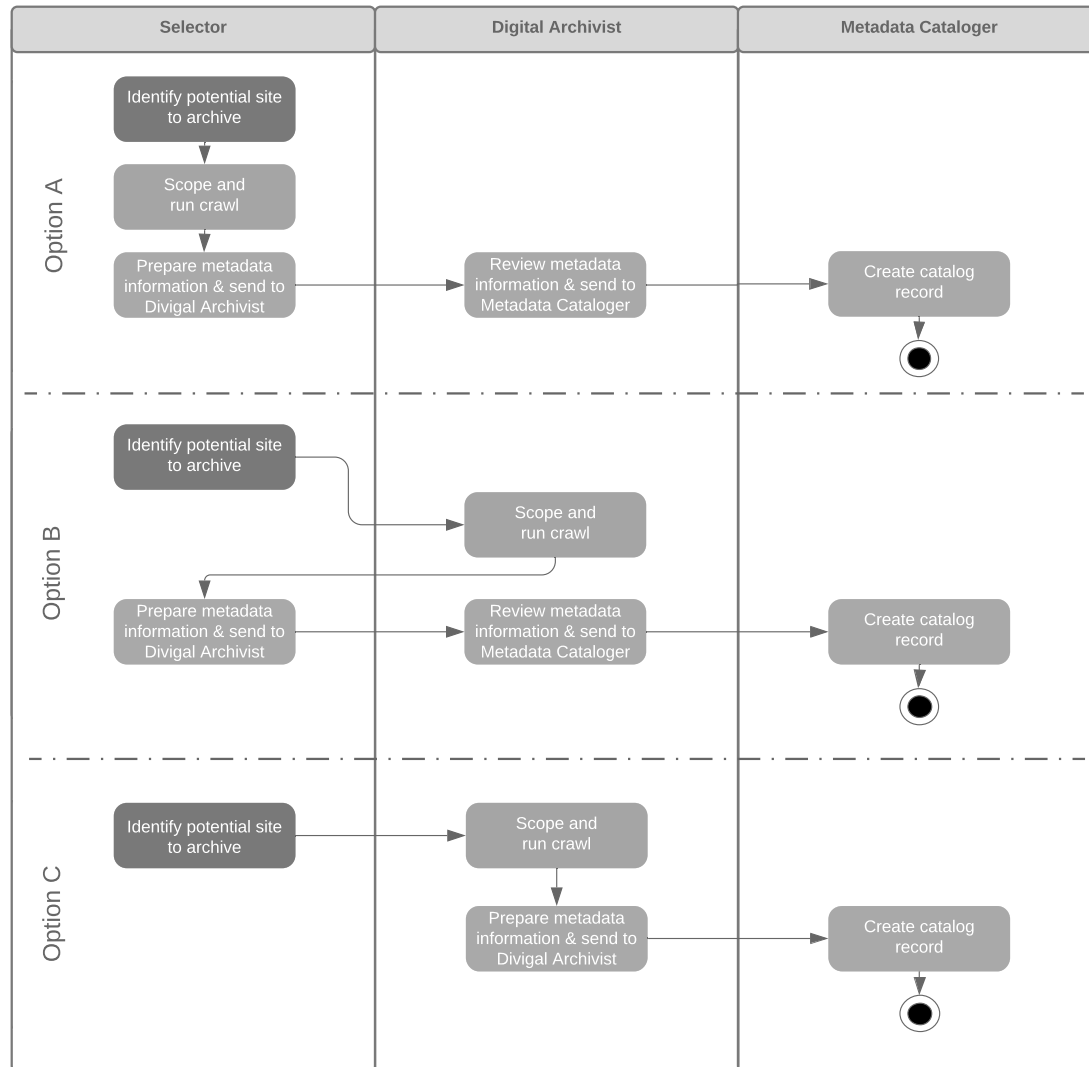 Selector
Digital Archivist
Metadata Cataloger
Option A
Identify potential site
to archive
Scope and
run crawl
Prepare metadata
information & send to
Divigal Archivist
Review metadata
information & send to
Metadata Cataloger
Create catalog
record
Option B
Identify potential site
to archive
Scope and
run crawl
Prepare metadata
information & send to
Divigal Archivist
Review metadata
information & send to
Metadata Cataloger
Create catalog
record
Option C
Identify potential site
to archive
Scope and
run crawl
Prepare metadata
information & send to
Divigal Archivist
Create catalog
record